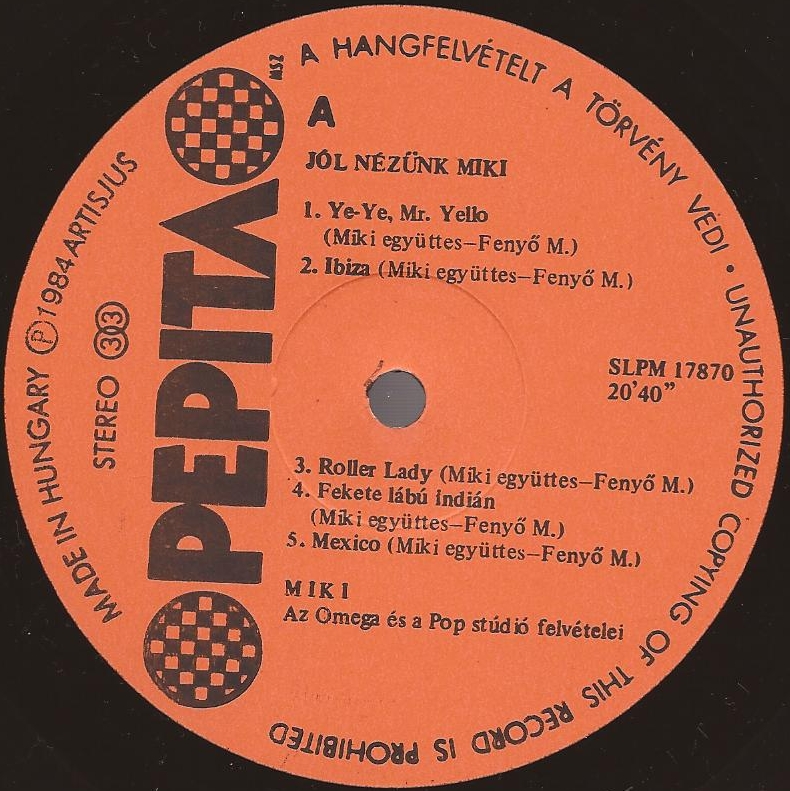 A HANGFELVÉTELT A TÖRVÉNY VÉDI • UNAUTHORIZED COPYING OF THIS RECORD IS PROHIBITED
MADE IN HUNGARY Ⓟ 1984 ARTISJUS
STEREO 33
PEPITA
MSZ
A
JÓL NÉZÜNK MIKI
1. Ye-Ye, Mr. Yello
(Miki együttes–Fenyő M.)
2. Ibiza (Miki együttes–Fenyő M.)
SLPM 17870
20'40"
3. Roller Lady (Miki együttes–Fenyő M.)
4. Fekete lábú indián
(Miki együttes–Fenyő M.)
5. Mexico (Miki együttes–Fenyő M.)
MIKI
Az Omega és a Pop stúdió felvételei